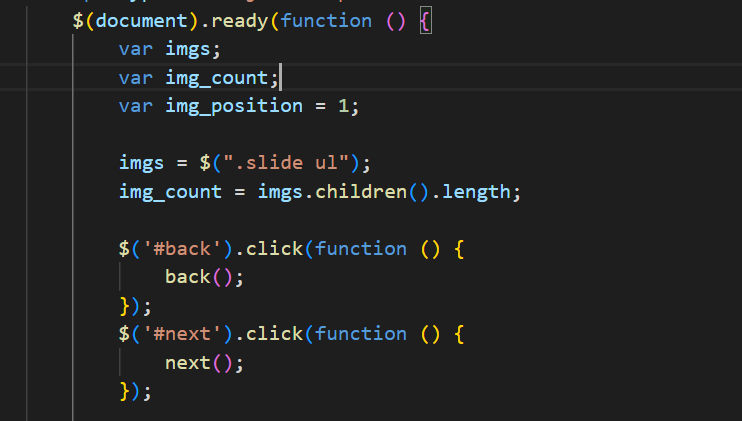 $(document).ready(function () {
var imgs;
var img_count;
var img_position = 1;
imgs = $(".slide ul");
img_count = imgs.children().length;
$('#back').click(function () {
back();
});
$('#next').click(function () {
next();
});